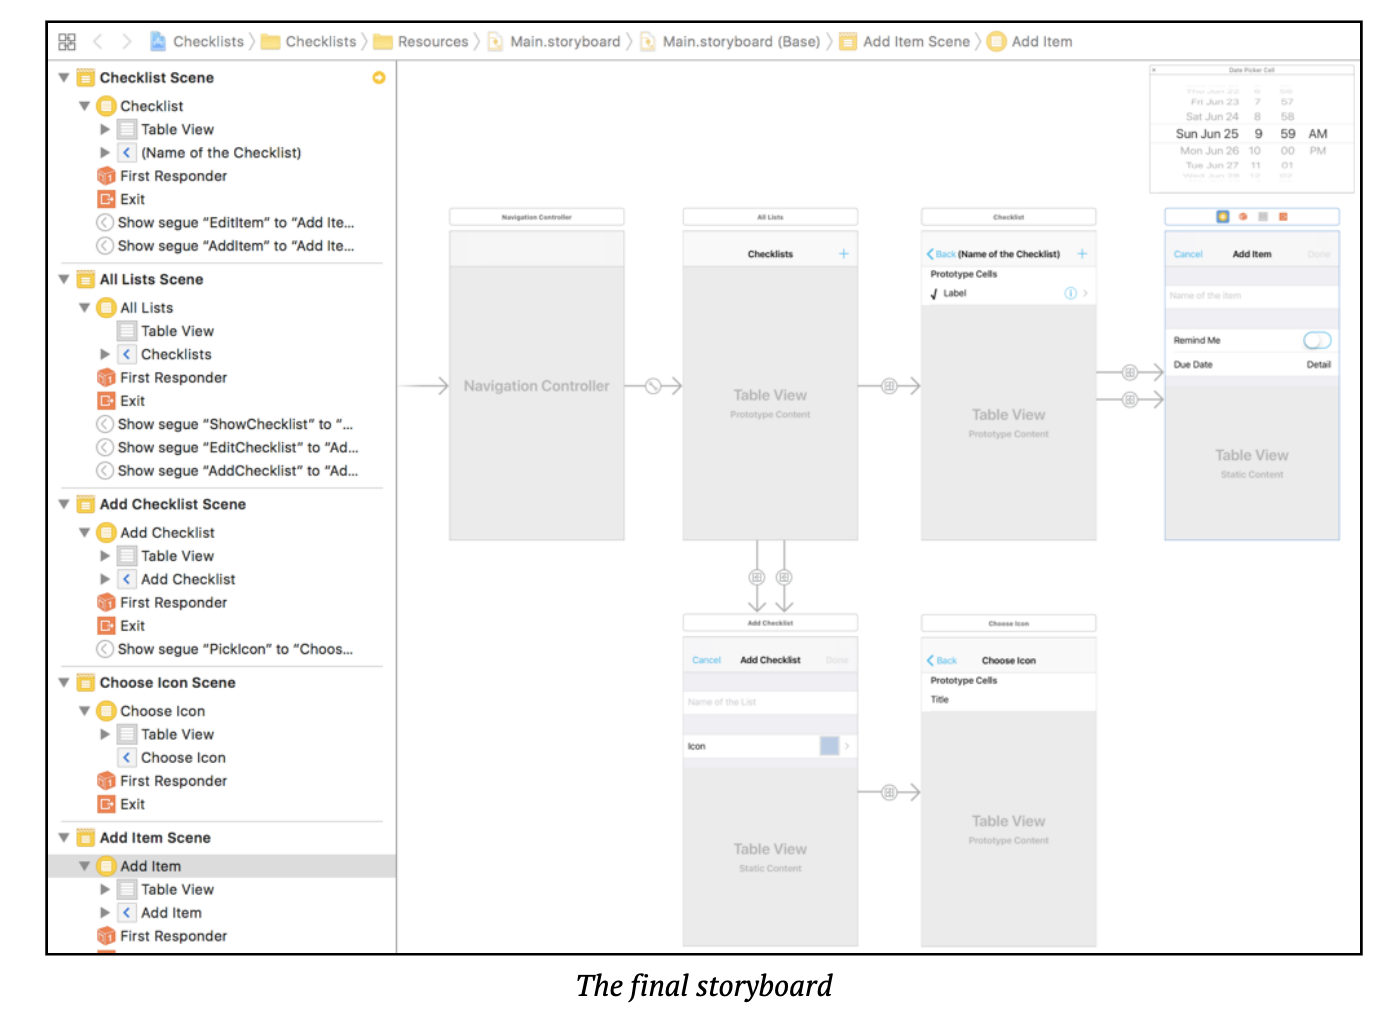 Checklists Checklists Resources Main.storyboard Main.storyboard (Base) Add Item Scene Add Item
Checklist Scene
Checklist
Table View
(Name of the Checklist)
First Responder
Exit
Show segue “EditItem” to “Add Ite...
Show segue “AddItem” to “Add Ite...
All Lists Scene
All Lists
Table View
Checklists
First Responder
Exit
Show segue “ShowChecklist” to “...
Show segue “EditChecklist” to “Ad...
Show segue “AddChecklist” to “Ad...
Add Checklist Scene
Add Checklist
Table View
Add Checklist
First Responder
Exit
Show segue “PickIcon” to “Choos...
Choose Icon Scene
Choose Icon
Table View
Choose Icon
First Responder
Exit
Add Item Scene
Add Item
Table View
Add Item
First Responder
Date Picker Cell
Thu Jun 22 6 56
Fri Jun 23 7 57
Sat Jun 24 8 58
Sun Jun 25 9 59 AM
Mon Jun 26 10 00 PM
Tue Jun 27 11 01
Wed Jun 28 12 02
Navigation Controller
Navigation Controller
All Lists
Checklists +
Table View
Prototype Content
Checklist
Back (Name of the Checklist) +
Prototype Cells
√ Label
Table View
Prototype Content
Cancel Add Item Done
Name of the item
Remind Me
Due Date Detail
Table View
Static Content
Add Checklist
Cancel Add Checklist Done
Name of the List
Icon
Table View
Static Content
Choose Icon
Back Choose Icon
Prototype Cells
Title
Table View
Prototype Content
The final storyboard